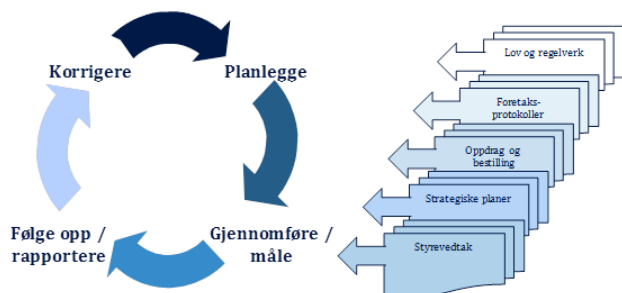 Korrigere
Planlegge
Følge opp /
rapportere
Gjennomføre /
måle
Lov og regelverk
Foretaks-
protokoller
Oppdrag og
bestilling
Strategiske planer
Styrevedtak